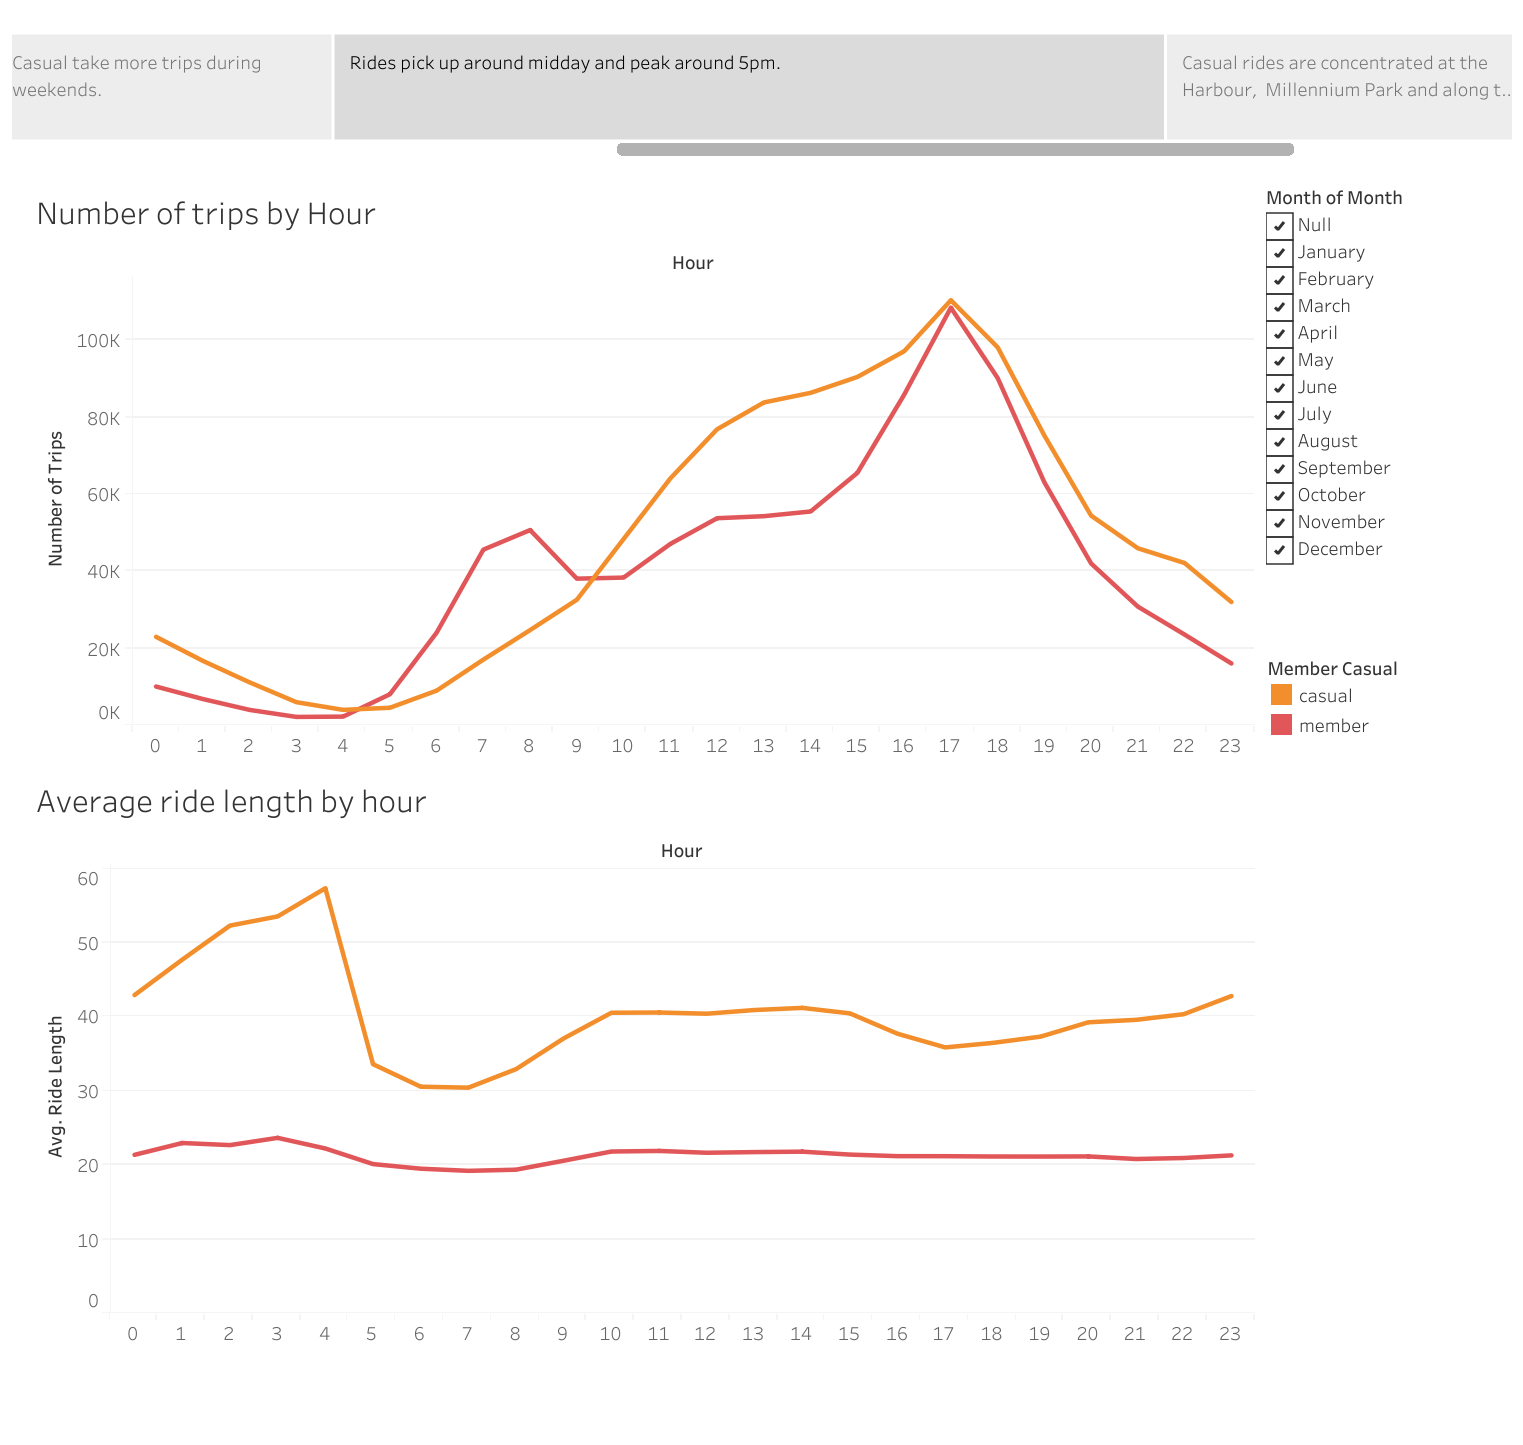 Casual take more trips during
weekends.
Rides pick up around midday and peak around 5pm.
Casual rides are concentrated at the
Harbour,  Millennium Park and along t..
Number of trips by Hour
Hour
Number of Trips
100K
80K
60K
40K
20K
0K
0 1 2 3 4 5 6 7 8 9 10 11 12 13 14 15 16 17 18 19 20 21 22 23
Month of Month
Null
January
February
March
April
May
June
July
August
September
October
November
December
Member Casual
casual
member
Average ride length by hour
Hour
Avg. Ride Length
60
50
40
30
20
10
0
0 1 2 3 4 5 6 7 8 9 10 11 12 13 14 15 16 17 18 19 20 21 22 23